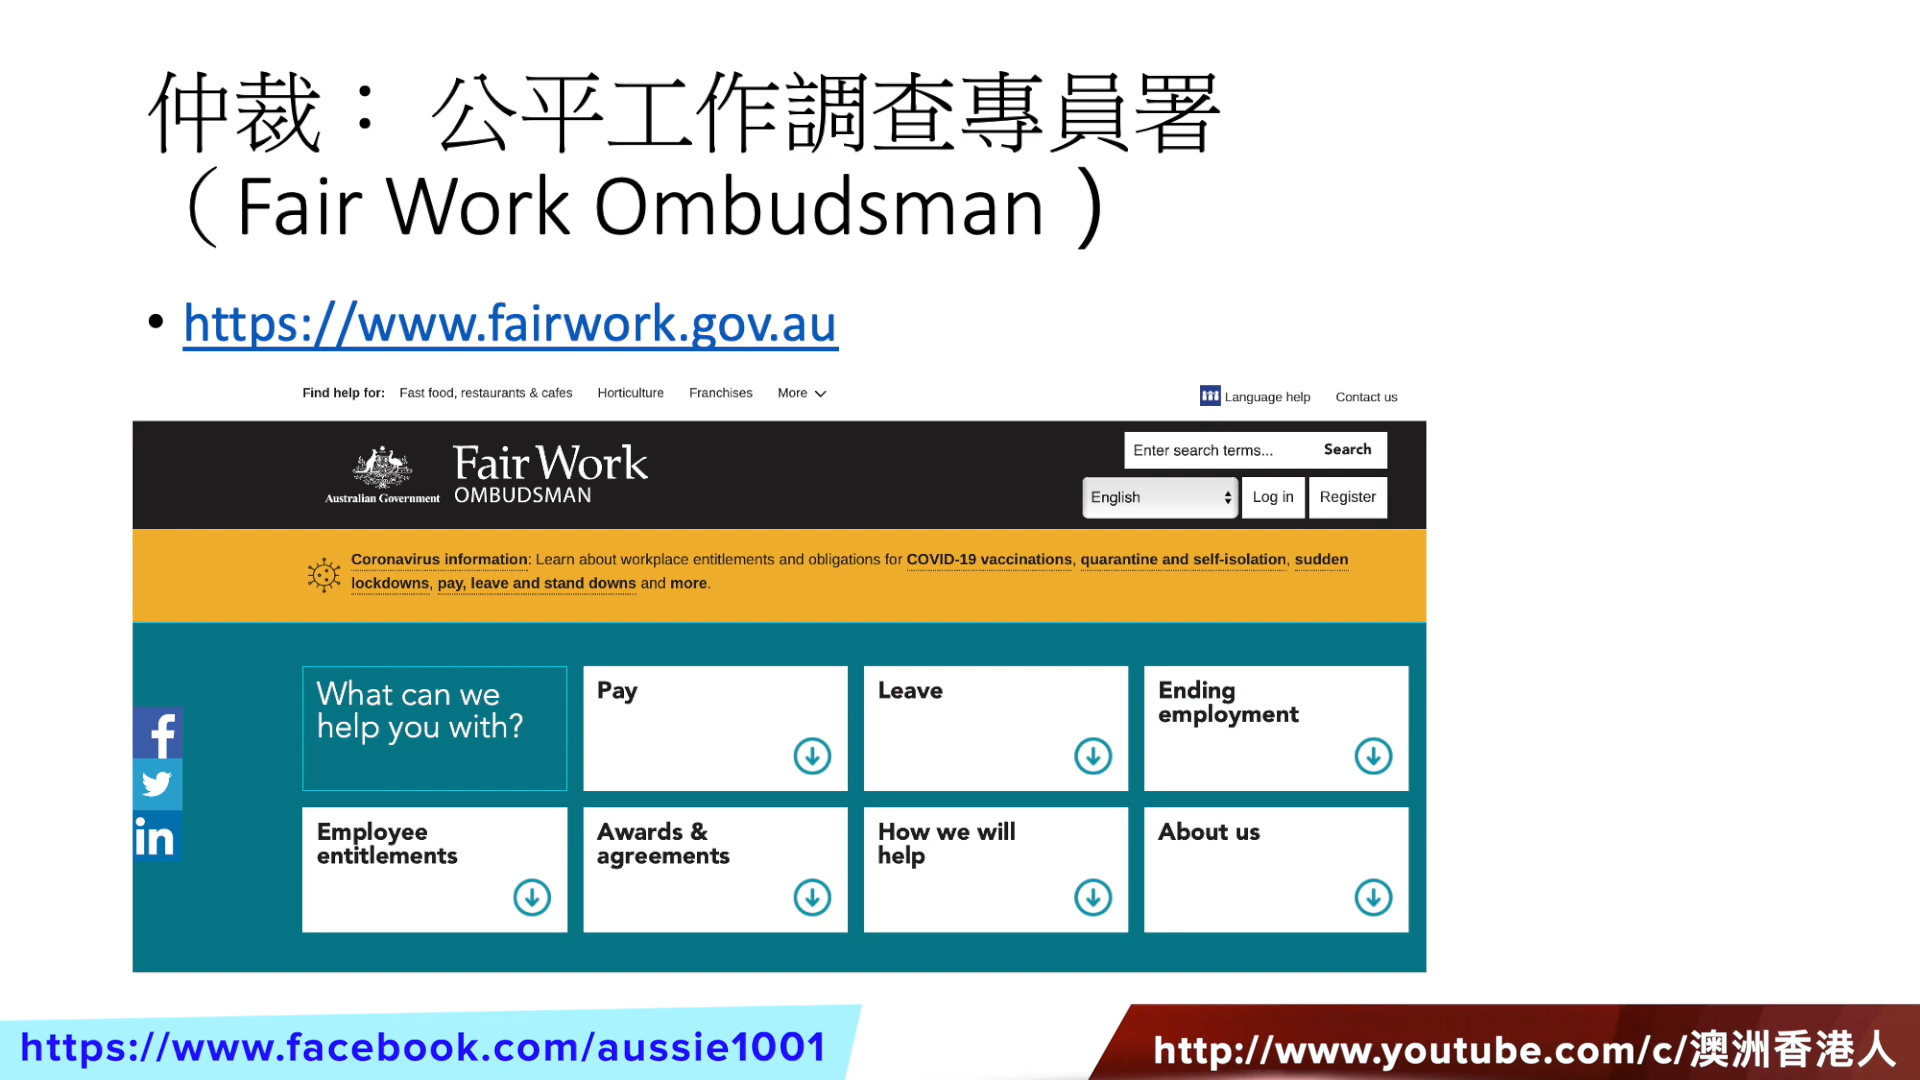 仲裁： 公平工作調查專員署
（Fair Work Ombudsman）
• https://www.fairwork.gov.au
Find help for: Fast food, restaurants & cafes Horticulture Franchises More
Language help Contact us
Australian Government
Fair Work
OMBUDSMAN
Enter search terms... Search
English Log in Register
Coronavirus information: Learn about workplace entitlements and obligations for COVID-19 vaccinations, quarantine and self-isolation, sudden
lockdowns, pay, leave and stand downs and more.
What can we
help you with?
Pay
Leave
Ending
employment
Employee
entitlements
Awards &
agreements
How we will
help
About us
https://www.facebook.com/aussie1001
http://www.youtube.com/c/澳洲香港人